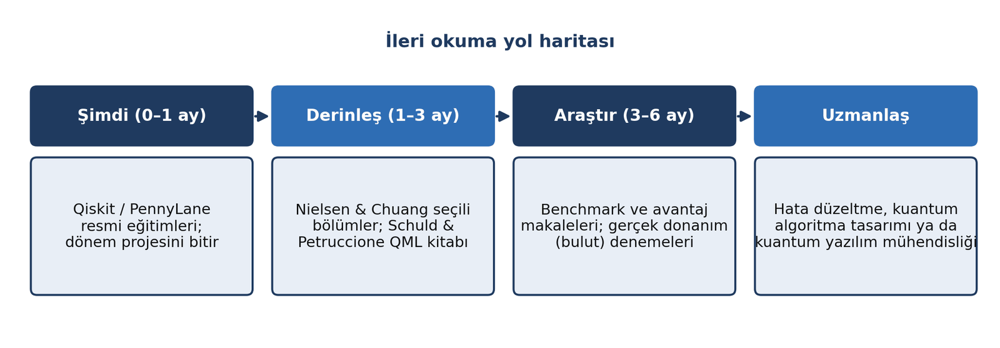 İleri okuma yol haritası
Şimdi (0–1 ay)
Qiskit / PennyLane
resmi eğitimleri;
dönem projesini bitir
Derinleş (1–3 ay)
Nielsen & Chuang seçili
bölümler; Schuld &
Petruccione QML kitabı
Araştır (3–6 ay)
Benchmark ve avantaj
makaleleri; gerçek donanım
(bulut) denemeleri
Uzmanlaş
Hata düzeltme, kuantum
algoritma tasarımı ya da
kuantum yazılım mühendisliği